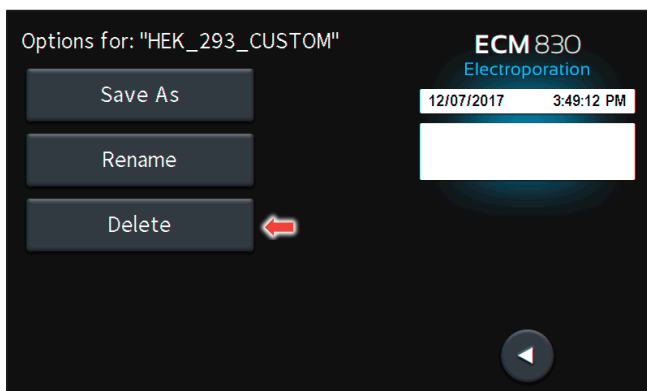 Options for: "HEK_293_CUSTOM"
Save As
Rename
Delete
ECM 830
Electroporation
12/07/2017 3:49:12 PM